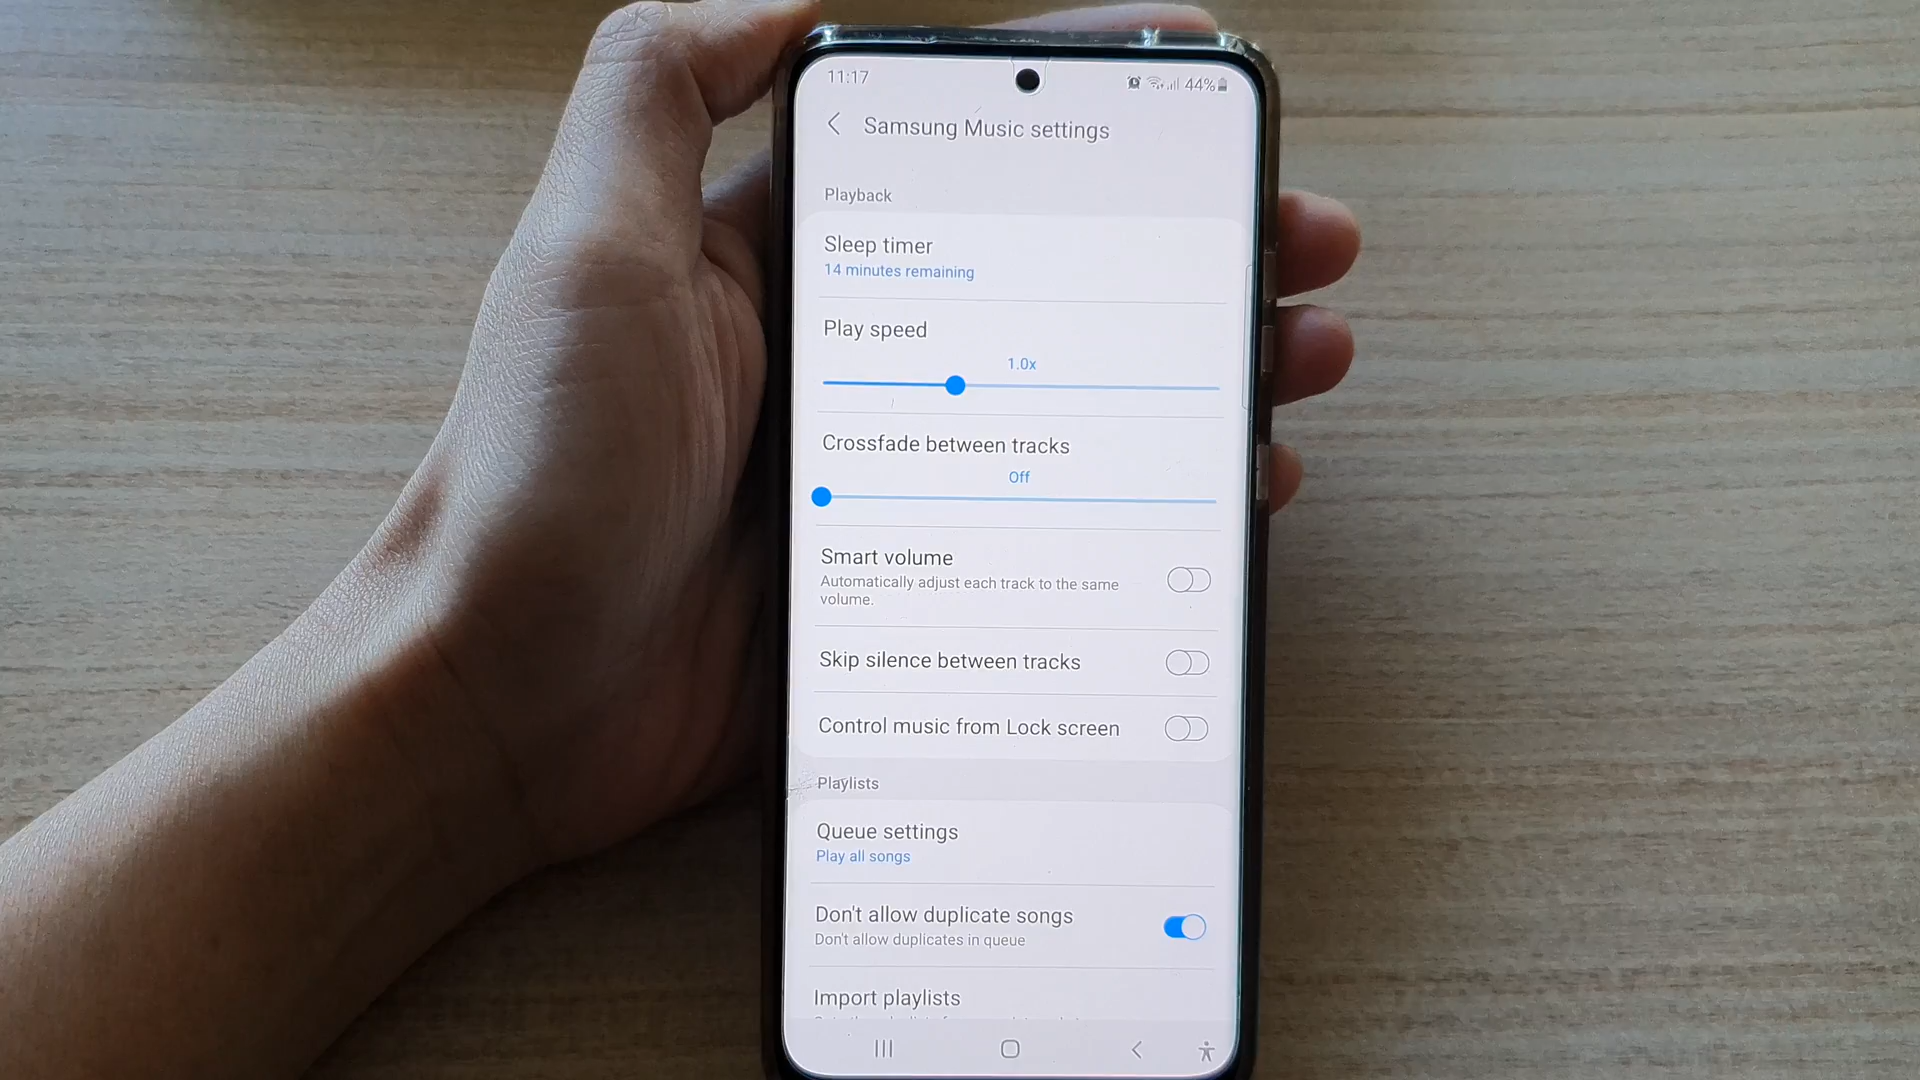 11:17
44%
Samsung Music settings
Playback
Sleep timer
14 minutes remaining
Play speed
1.0x
Crossfade between tracks
Off
Smart volume
Automatically adjust each track to the same
volume.
Skip silence between tracks
Control music from Lock screen
Playlists
Queue settings
Play all songs
Don't allow duplicate songs
Don't allow duplicates in queue
Import playlists